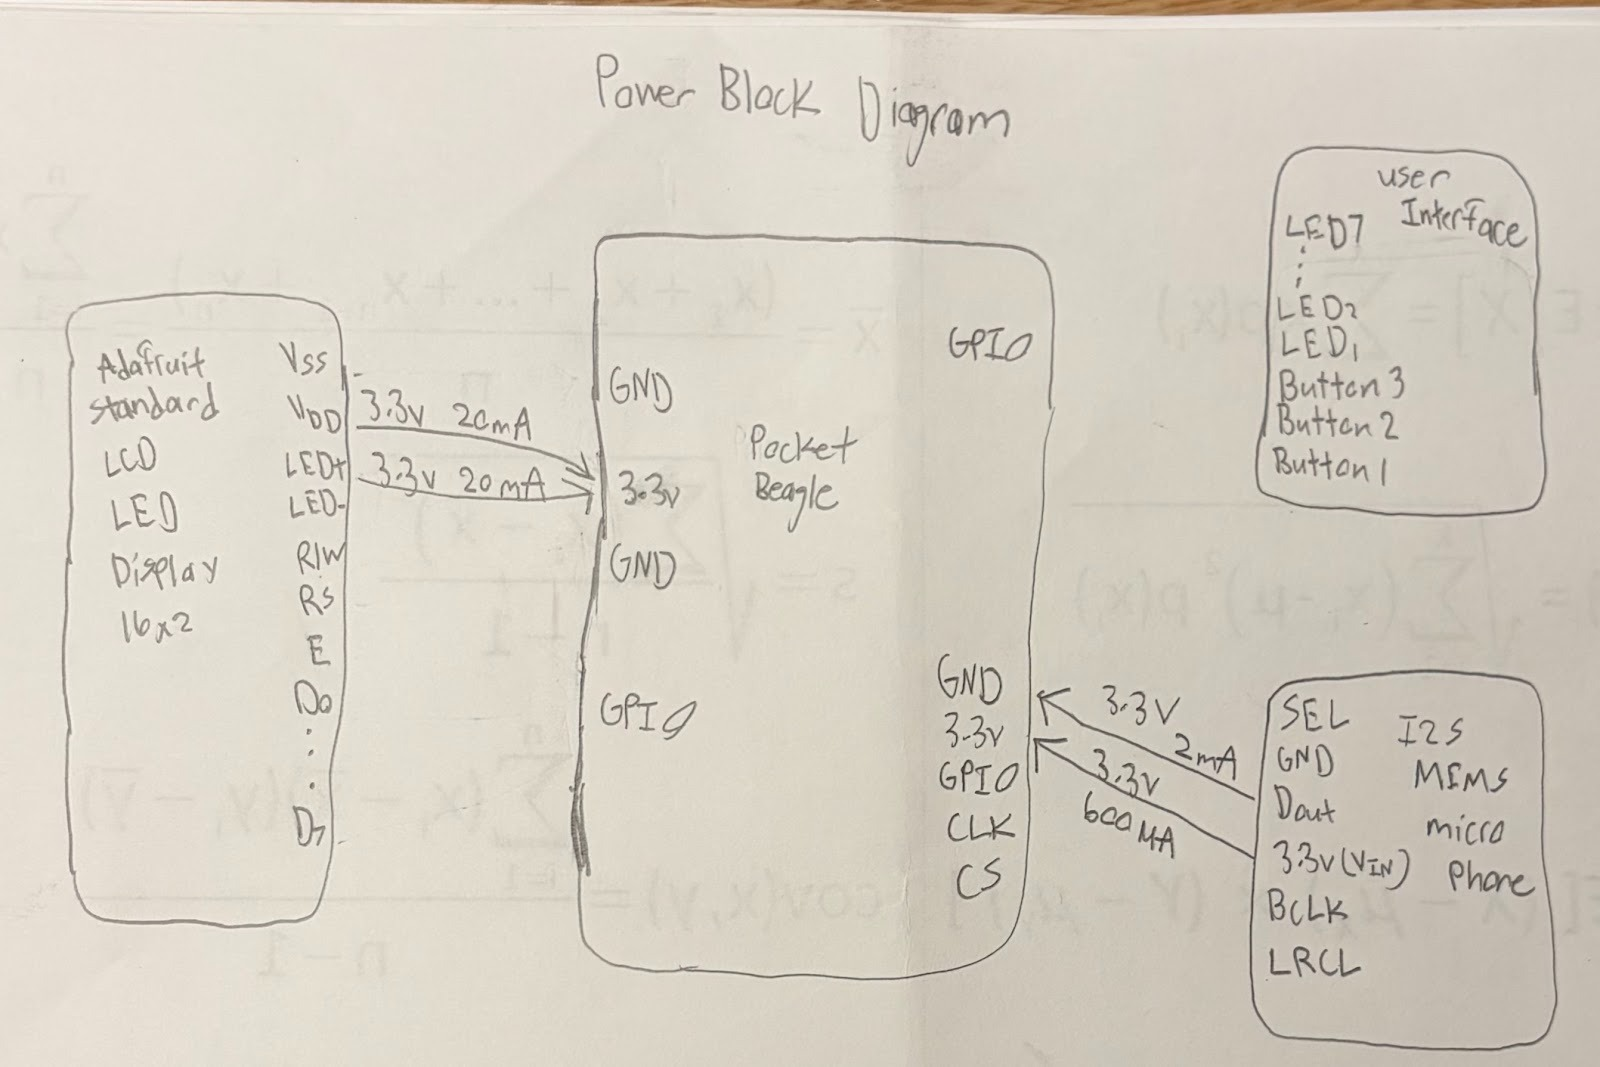 Power Block Diagram
Adafruit
standard
LCD
LED
Display
16x2
Vss
VDD
LED+
LED-
R/W
RS
E
D0
:
:
D7
3.3v 20mA
3.3v 20mA
GND
3.3v
GND
GPIO
Pocket
Beagle
GPIO
GND
3.3v
GPIO
CLK
CS
3.3V
2mA
3.3v
600MA
user
Interface
LED7
:
LED2
LED1
Button 3
Button 2
Button 1
SEL
GND
Dout
3.3v (VIN)
BCLK
LRCL
I2S
MEMS
micro
Phone